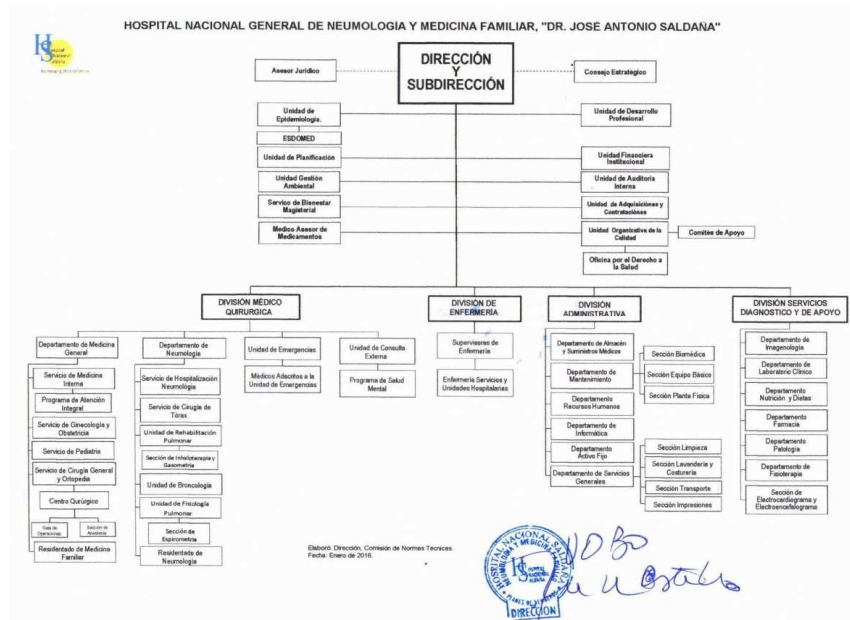 HOSPITAL NACIONAL GENERAL DE NEUMOLOGÍA Y MEDICINA FAMILIAR, "DR. JOSÉ ANTONIO SALDAÑA"
HS
DIRECCIÓN
Y
SUBDIRECCIÓN
Asesor Jurídico
Consejo Estratégico
Unidad de
Epidemiología.
Unidad de Desarrollo
Profesional
ESDOMED
Unidad de Planificación
Unidad Financiera
Institucional
Unidad Gestión
Ambiental
Unidad de Auditoría
Interna
Servico de Bienestar
Magisterial
Unidad de Adquisiciónes y
Contrataciónes
Medico Asesor de
Medicamentos
Unidad Organizativa de la
Calidad
Comités de Apoyo
Oficina por el Derecho a
la Salud
DIVISIÓN MÉDICO
QUIRURGICA
DIVISIÓN DE
ENFERMERÍA
DIVISIÓN
ADMINISTRATIVA
DIVISIÓN SERVICIOS
DIAGNOSTICO Y DE APOYO
Departamento de Medicina
General
Servicio de Medicina
Interna
Programa de Atención
Integral
Servicio de Ginecología y
Obstetricia
Servicio de Pediatría
Servicio de Cirugía General
y Ortopedia
Centro Quirúrgico
Sala de
Operaciones
Sección de
Anestesia
Residentado de Medicina
Familiar
Departamento de
Neumología
Servicio de Hospitalización
Neumológia
Servicio de Cirugía de
Tórax
Unidad de Rehabilitación
Pulmonar
Sección de Inhaloterapia y
Gasometría
Unidad de Broncología
Unidad de Fisiología
Pulmonar
Sección de
Espirometria
Residentado de
Neumología
Unidad de Emergencias
Médicos Adscritos a la
Unidad de Emergencias
Unidad de Consulta
Externa
Programa de Salud
Mental
Supervisoras de
Enfermería
Enfermería Servicios y
Unidades Hospitalarias
Departamento de Almacén
y Suministros Médicos
Departamento de
Mantenimiento
Departamento
Recursos Humanos
Departamento de
Informática
Departamento
Activo Fijo
Departamento de Servicios
Generales
Sección Biomédica
Sección Equipo Básico
Sección Planta Física
Sección Limpieza
Sección Lavandería y
Costurería
Sección Transporte
Sección Impresiones
Departamento de
Imagenología
Departamento de
Laboratorio Clínico
Departamento
Nutrición y Dietas
Departamento
Farmacia
Departamento
Patología
Departamento de
Fisioterapia
Sección de
Electrocardiograma y
Electroencefalograma
Elaboró: Dirección, Comisión de Normes Tecnicas.
Fecha: Enero de 2016.
HOSPITAL NACIONAL SALDAÑA
NEUMOLOGÍA Y MEDICINA FAMILIAR
DIRECCION
VoBo